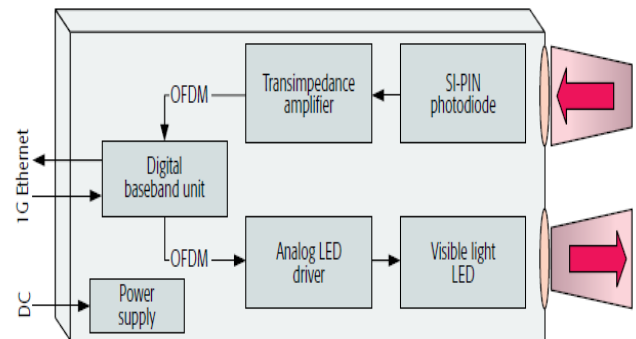 Transimpedance
amplifier
SI-PIN
photodiode
OFDM
1G Ethernet
Digital
baseband unit
OFDM
Analog LED
driver
Visible light
LED
DC
Power
supply